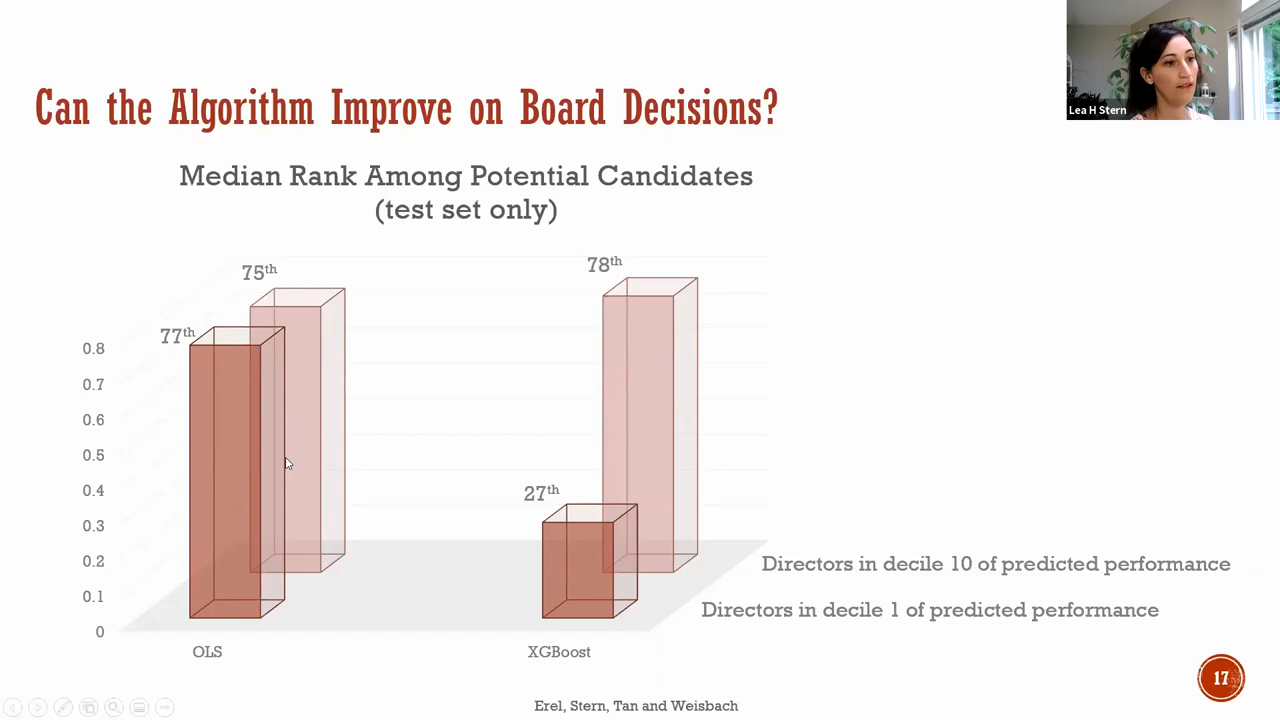 Lea H Stern
Can the Algorithm Improve on Board Decisions?
Median Rank Among Potential Candidates
(test set only)
75th
78th
77th
27th
0.8
0.7
0.6
0.5
0.4
0.3
0.2
0.1
0
OLS
XGBoost
Directors in decile 10 of predicted performance
Directors in decile 1 of predicted performance
17
Erel, Stern, Tan and Weisbach